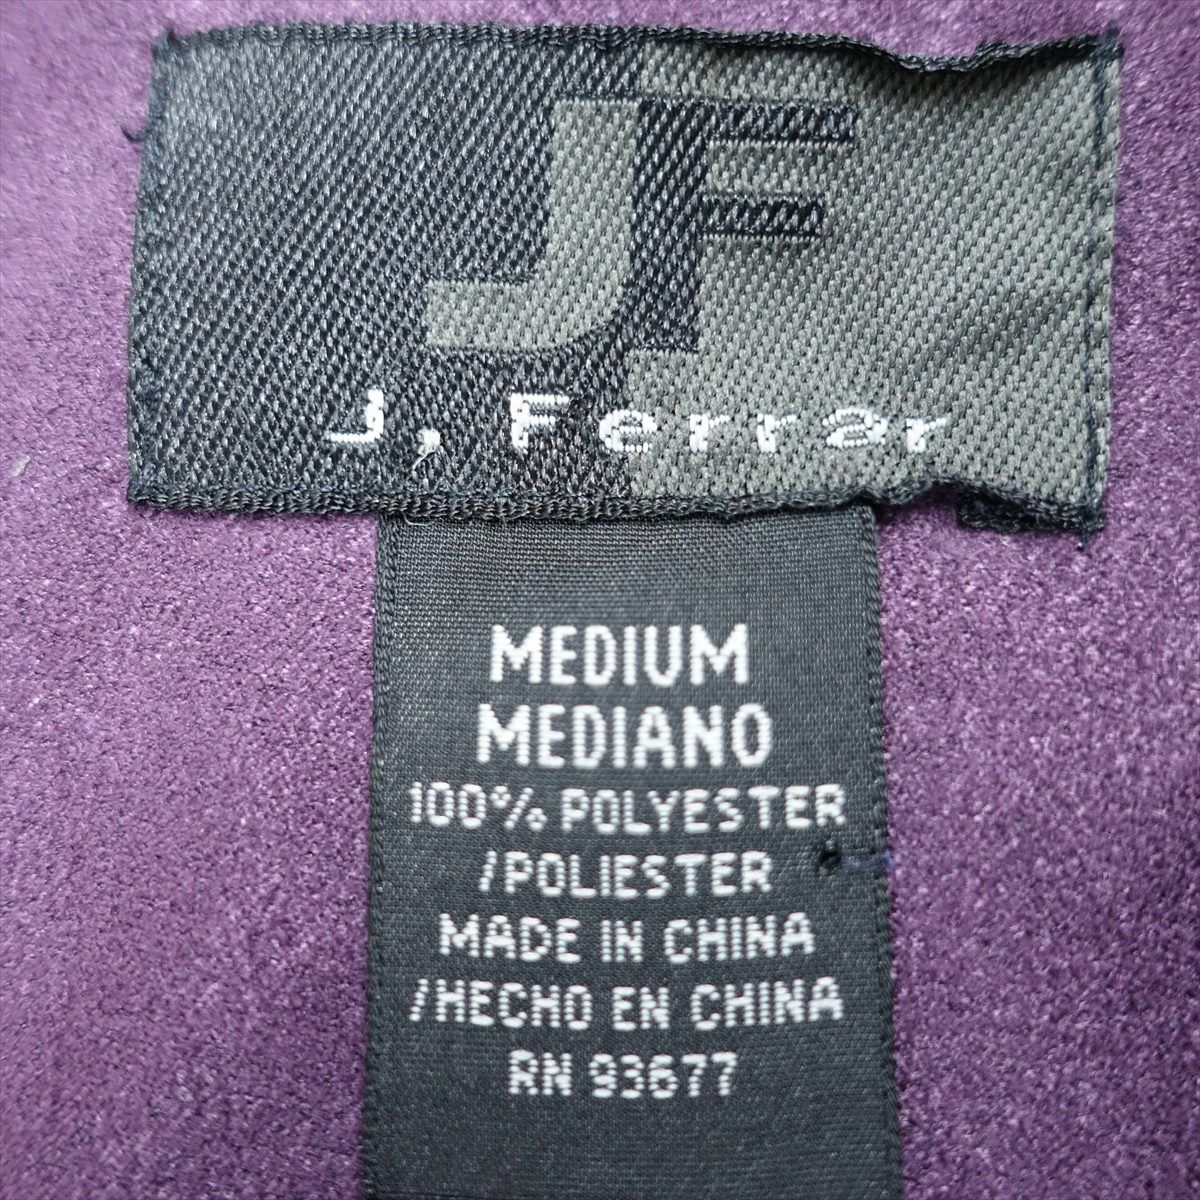 JF
J. Ferrar
MEDIUM
MEDIANO
100% POLYESTER
/POLIESTER
MADE IN CHINA
/HECHO EN CHINA
RN 93677